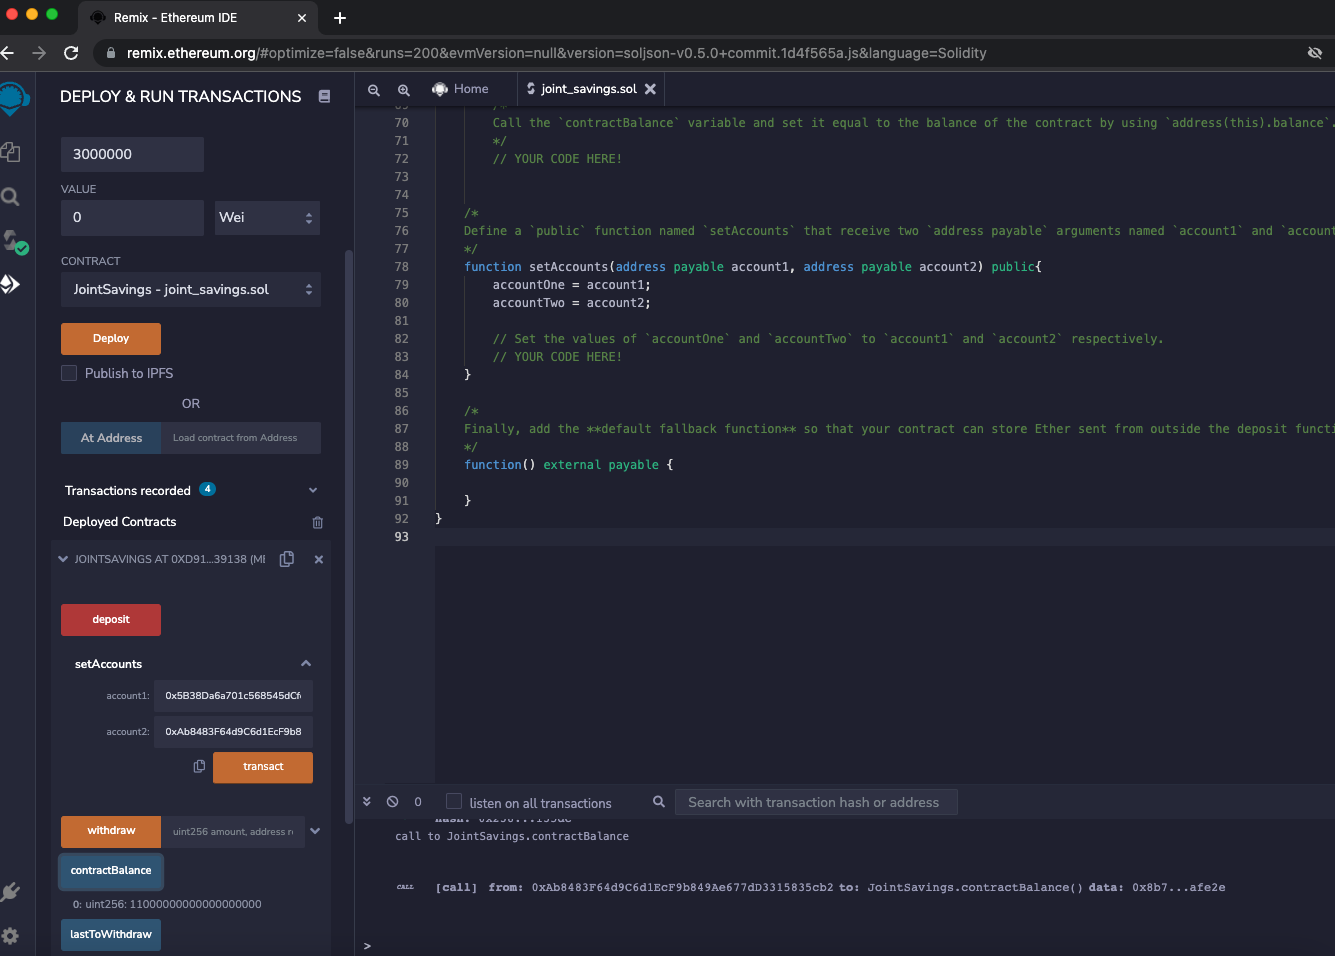 Remix - Ethereum IDE
remix.ethereum.org/#optimize=false&runs=200&evmVersion=null&version=soljson-v0.5.0+commit.1d4f565a.js&language=Solidity
DEPLOY & RUN TRANSACTIONS
3000000
VALUE
0 Wei
CONTRACT
JointSavings - joint_savings.sol
Deploy
Publish to IPFS
OR
At Address Load contract from Address
Transactions recorded 4
Deployed Contracts
JOINTSAVINGS AT 0XD91...39138 (ME
deposit
setAccounts
account1: 0x5B38Da6a701c568545dCf
account2: 0xAb8483F64d9C6d1EcF9b8
transact
withdraw uint256 amount, address r
contractBalance
0: uint256: 11000000000000000000
lastToWithdraw
Home joint_savings.sol
69 /*
70 Call the `contractBalance` variable and set it equal to the balance of the contract by using `address(this).balance`.
71 */
72 // YOUR CODE HERE!
73
74
75 /*
76 Define a `public` function named `setAccounts` that receive two `address payable` arguments named `account1` and `account
77 */
78 function setAccounts(address payable account1, address payable account2) public{
79 accountOne = account1;
80 accountTwo = account2;
81
82 // Set the values of `accountOne` and `accountTwo` to `account1` and `account2` respectively.
83 // YOUR CODE HERE!
84 }
85
86 /*
87 Finally, add the **default fallback function** so that your contract can store Ether sent from outside the deposit functi
88 */
89 function() external payable {
90
91 }
92 }
93
0 listen on all transactions Search with transaction hash or address
call to JointSavings.contractBalance
CALL [call] from: 0xAb8483F64d9C6d1EcF9b849Ae677dD3315835cb2 to: JointSavings.contractBalance() data: 0x8b7...afe2e
>